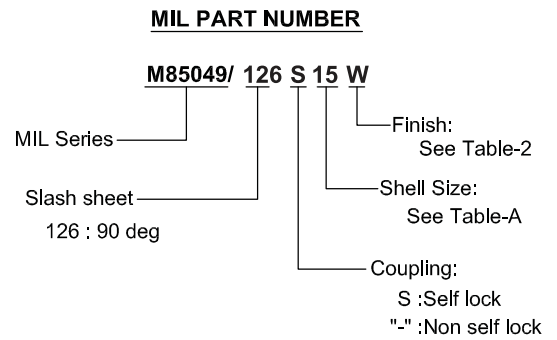 MIL PART NUMBER
M85049/ 126 S 15 W
Finish:
See Table-2
MIL Series
Shell Size:
See Table-A
Slash sheet
126 : 90 deg
Coupling:
S :Self lock
"-" :Non self lock